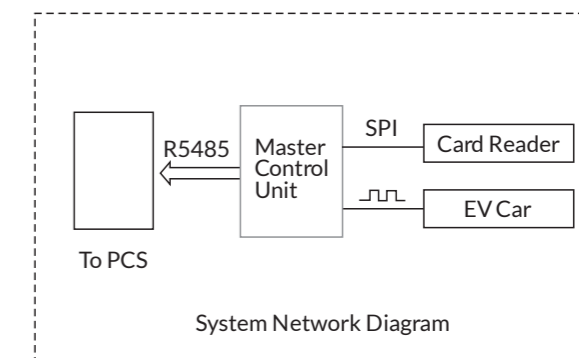 R5485
Master
Control
Unit
SPI
Card Reader
EV Car
To PCS
System Network Diagram